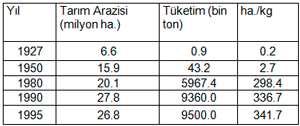 Yıl Tarım Arazisi (milyon ha.) Tüketim (bin ton) ha./kg
1927 6.6 0.9 0.2
1950 15.9 43.2 2.7
1980 20.1 5967.4 298.4
1990 27.8 9360.0 336.7
1995 26.8 9500.0 341.7